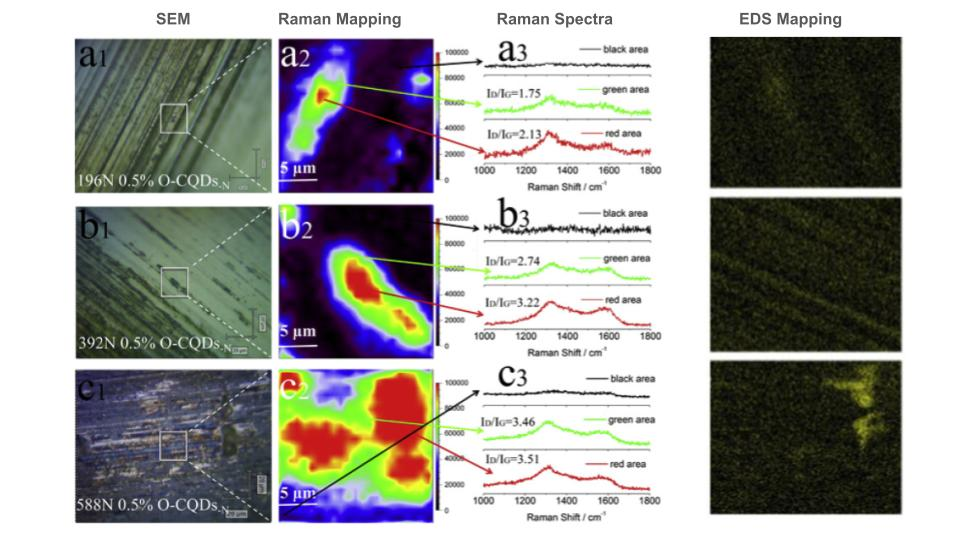 SEM
Raman Mapping
Raman Spectra
EDS Mapping
a1
196N 0.5% O-CQDs-N
a2
5 μm
100000
80000
60000
40000
20000
0
a3
black area
ID/IG=1.75
green area
ID/IG=2.13
red area
1000 1200 1400 1600 1800
Raman Shift / cm-1
b1
392N 0.5% O-CQDs-N
b2
5 μm
100000
80000
60000
40000
20000
0
b3
black area
ID/IG=2.74
green area
ID/IG=3.22
red area
1000 1200 1400 1600 1800
Raman Shift / cm-1
c1
588N 0.5% O-CQDs-N
c2
5 μm
100000
80000
60000
40000
20000
0
c3
black area
ID/IG=3.46
green area
ID/IG=3.51
red area
1000 1200 1400 1600 1800
Raman Shift / cm-1